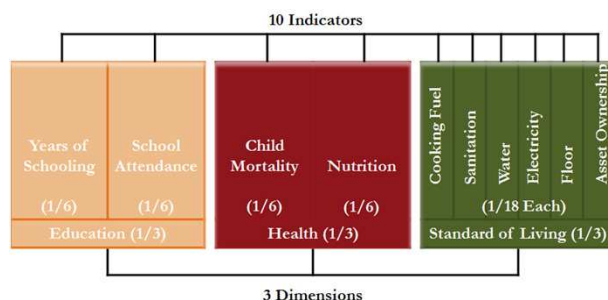 10 Indicators
Years of
Schooling
(1/6)
School
Attendance
(1/6)
Education (1/3)
Child
Mortality
(1/6)
Nutrition
(1/6)
Health (1/3)
Cooking Fuel
Sanitation
Water
Electricity
Floor
Asset Ownership
(1/18 Each)
Standard of Living (1/3)
3 Dimensions